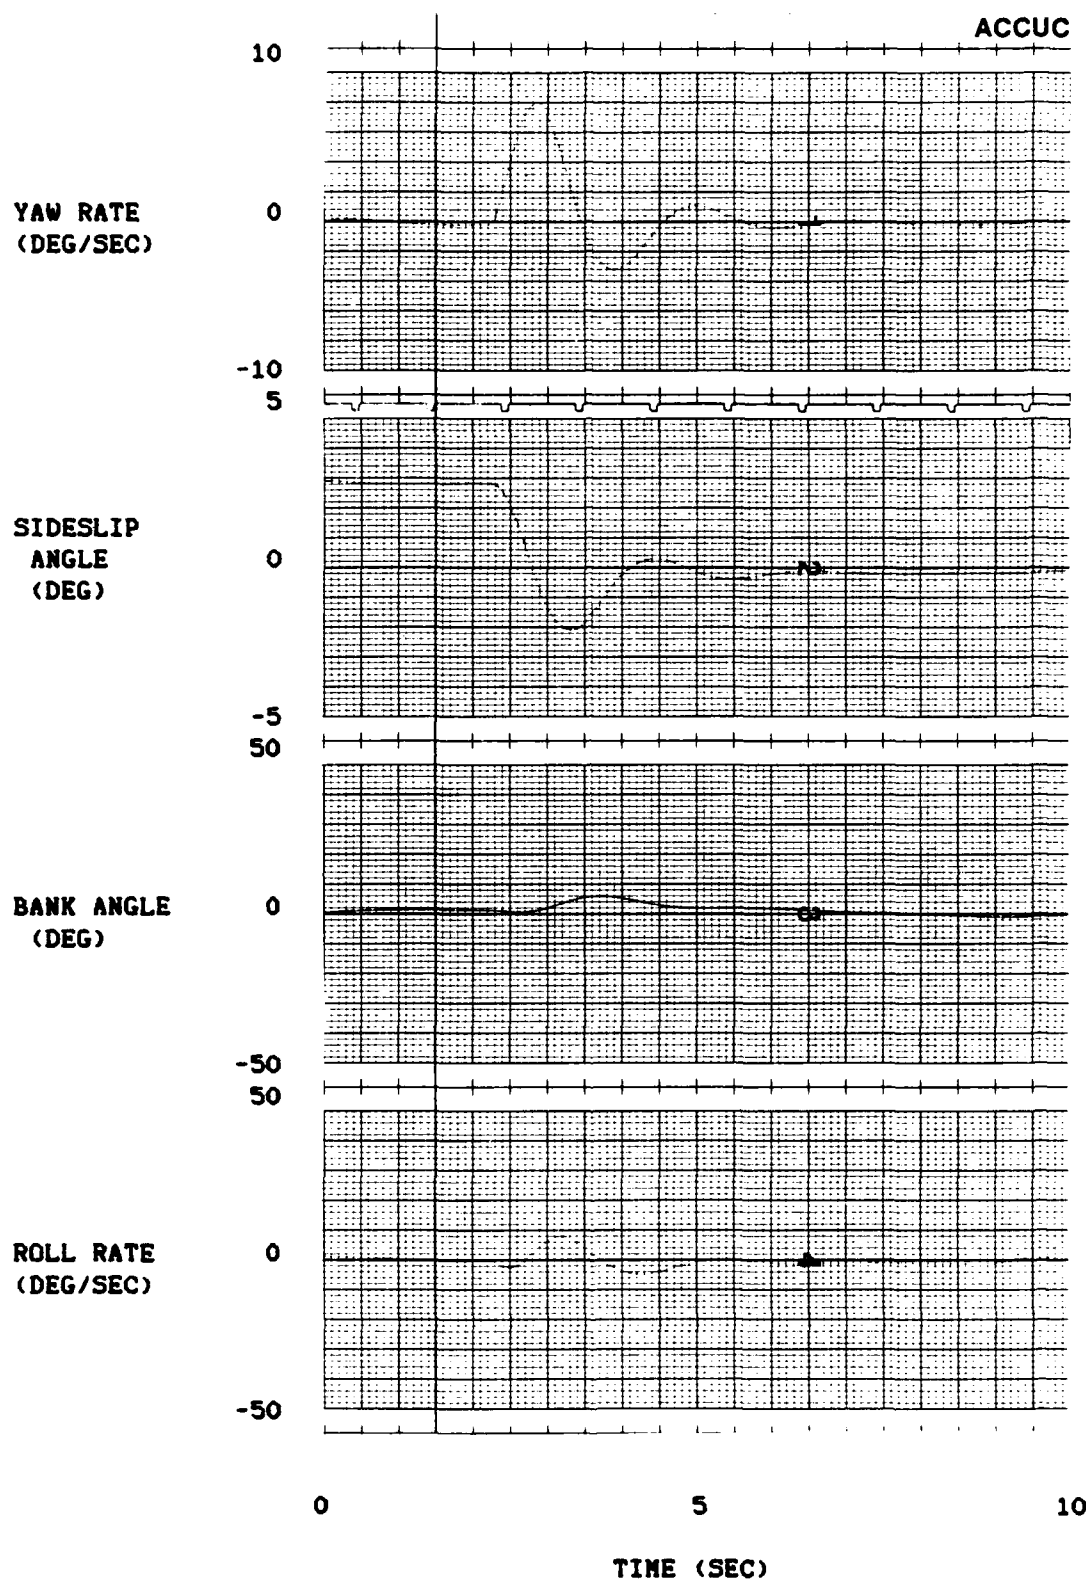 ACCUC
10
YAW RATE 0
(DEG/SEC)
-10
5
SIDESLIP
ANGLE 0
(DEG)
-5
50
BANK ANGLE 0
(DEG)
-50
50
ROLL RATE 0
(DEG/SEC)
-50
0 5 10
TIME (SEC)